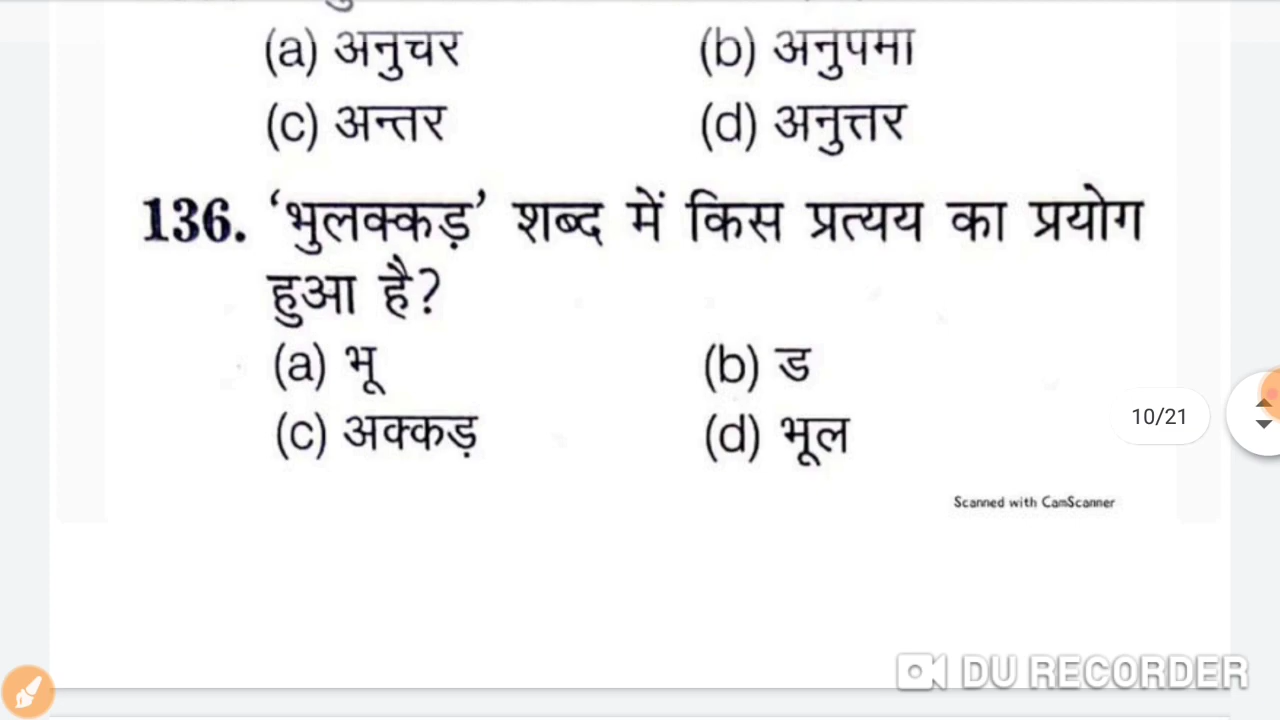 (a) अनुचर (b) अनुपमा
(c) अन्तर (d) अनुत्तर
136. ‘भुलक्कड़’ शब्द में किस प्रत्यय का प्रयोग
हुआ है?
(a) भू (b) ड
(c) अक्कड़ (d) भूल
10/21
Scanned with CamScanner
DU RECORDER